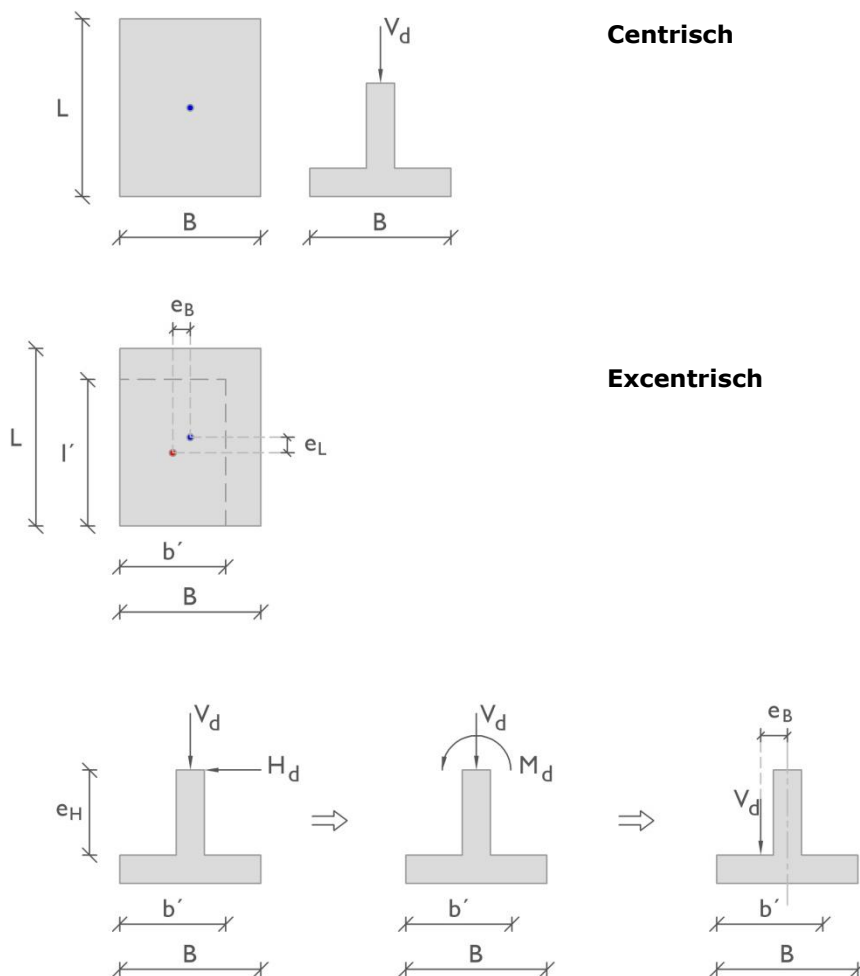 V_d
Centrisch
L
B
B
e_B
Excentrisch
L
l′
e_L
b′
B
V_d
H_d
e_H
b′
B
V_d
M_d
b′
B
e_B
V_d
b′
B